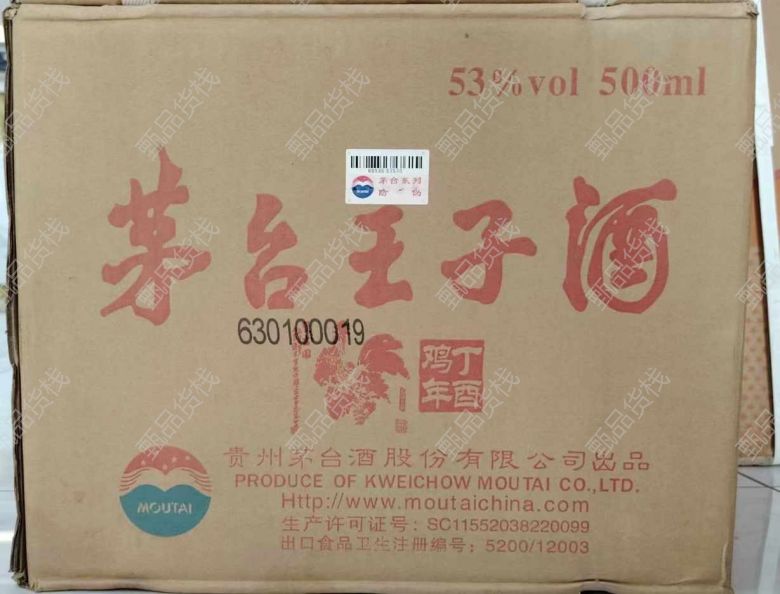 53%vol 500ml
茅台系列
MOUTAI
茅台王子酒
630100019
丁酉
鸡年
贵州茅台酒股份有限公司出品
PRODUCE OF KWEICHOW MOUTAI CO.,LTD.
Http://www.moutaichina.com
MOUTAI
生产许可证号: SC11552038220099
出口食品卫生注册编号: 5200/12003
甄品货栈